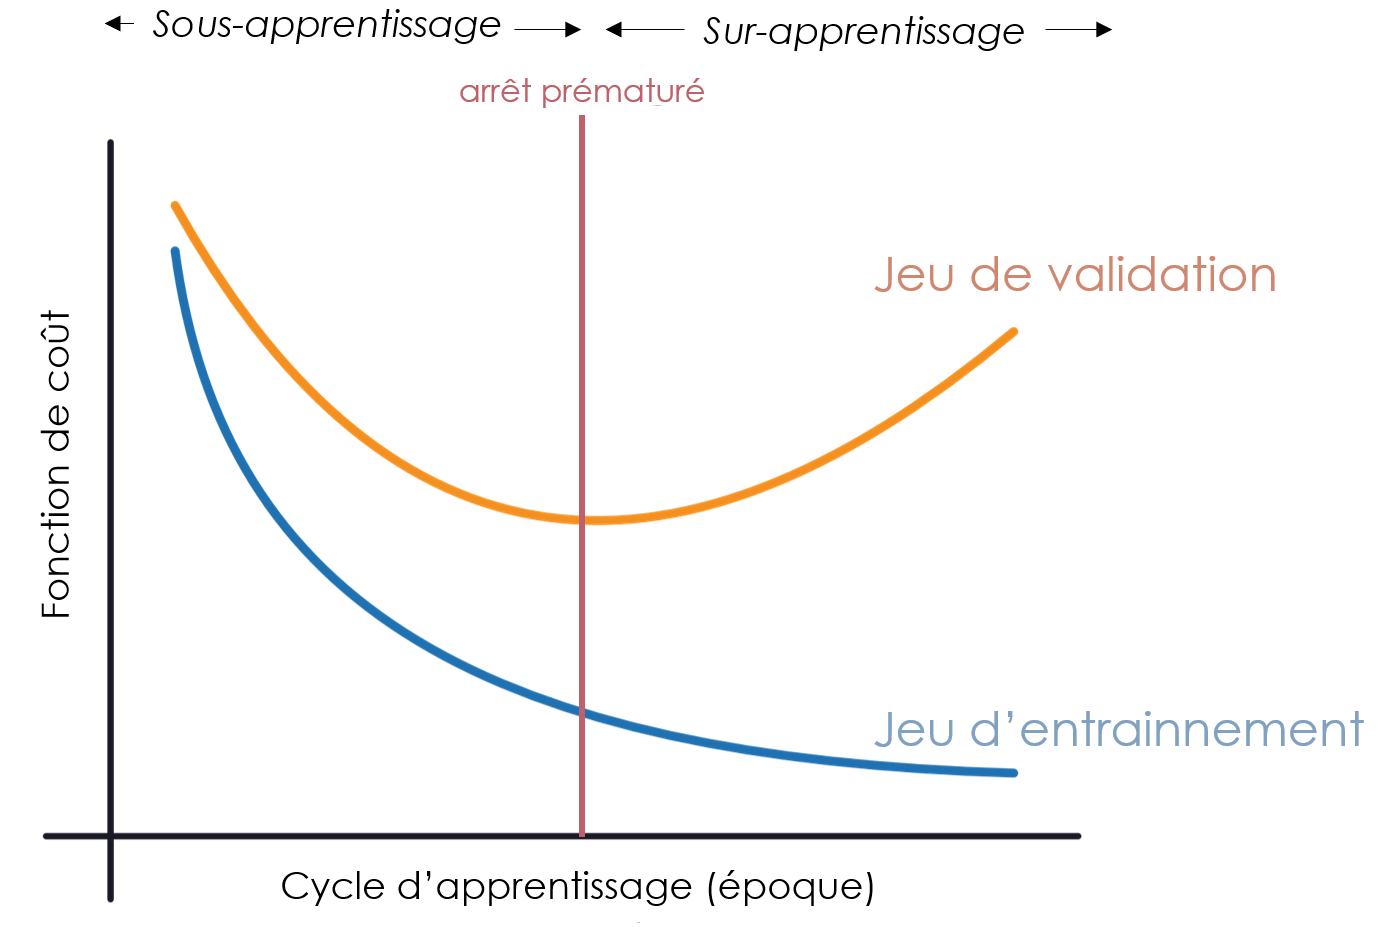 Sous-apprentissage
Sur-apprentissage
arrêt prématuré
Jeu de validation
Fonction de coût
Jeu d’entrainnement
Cycle d’apprentissage (époque)